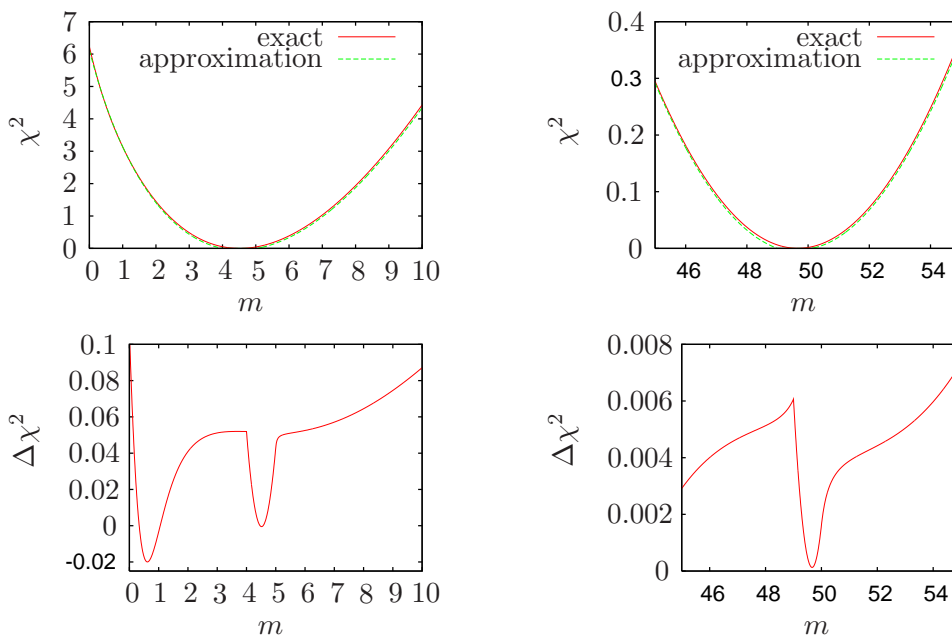 7
6
5
4
3
2
1
0
χ²
exact
approximation
0 1 2 3 4 5 6 7 8 9 10
m
0.4
0.3
0.2
0.1
0
χ²
exact
approximation
46 48 50 52 54
m
0.1
0.08
0.06
0.04
0.02
0
-0.02
Δχ²
0 1 2 3 4 5 6 7 8 9 10
m
0.008
0.006
0.004
0.002
0
Δχ²
46 48 50 52 54
m